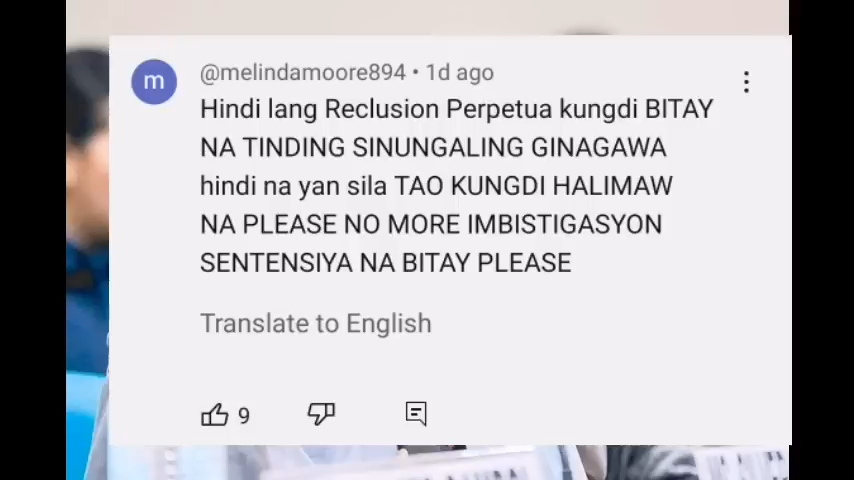 m
@melindamoore894 • 1d ago
Hindi lang Reclusion Perpetua kungdi BITAY
NA TINDING SINUNGALING GINAGAWA
hindi na yan sila TAO KUNGDI HALIMAW
NA PLEASE NO MORE IMBISTIGASYON
SENTENSIYA NA BITAY PLEASE
Translate to English
9